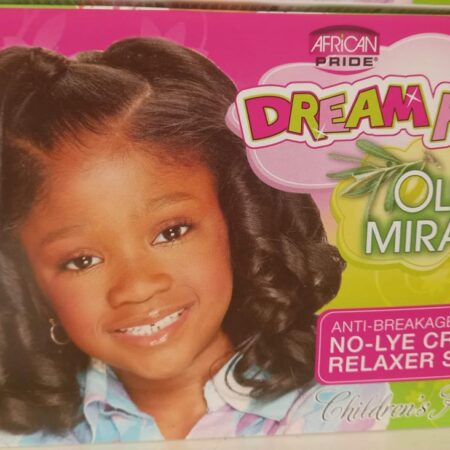 AFRICAN
PRIDE®
DREAM
OL
MIRA
ANTI-BREAKAGE
NO-LYE CR
RELAXER S
Children's